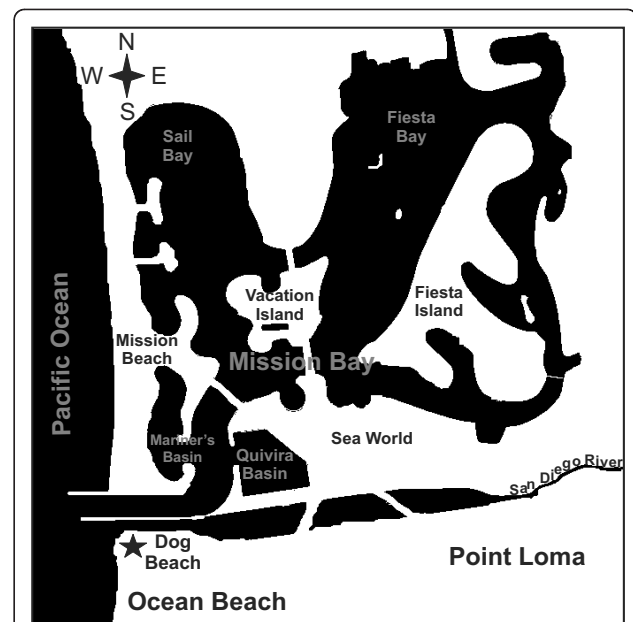 N
W E
S
Sail
Bay
Fiesta
Bay
Vacation
Island
Fiesta
Island
Pacific Ocean
Mission
Beach
Mission Bay
Mariner's
Basin
Quivira
Basin
Sea World
San Diego River
Dog
Beach
Point Loma
Ocean Beach